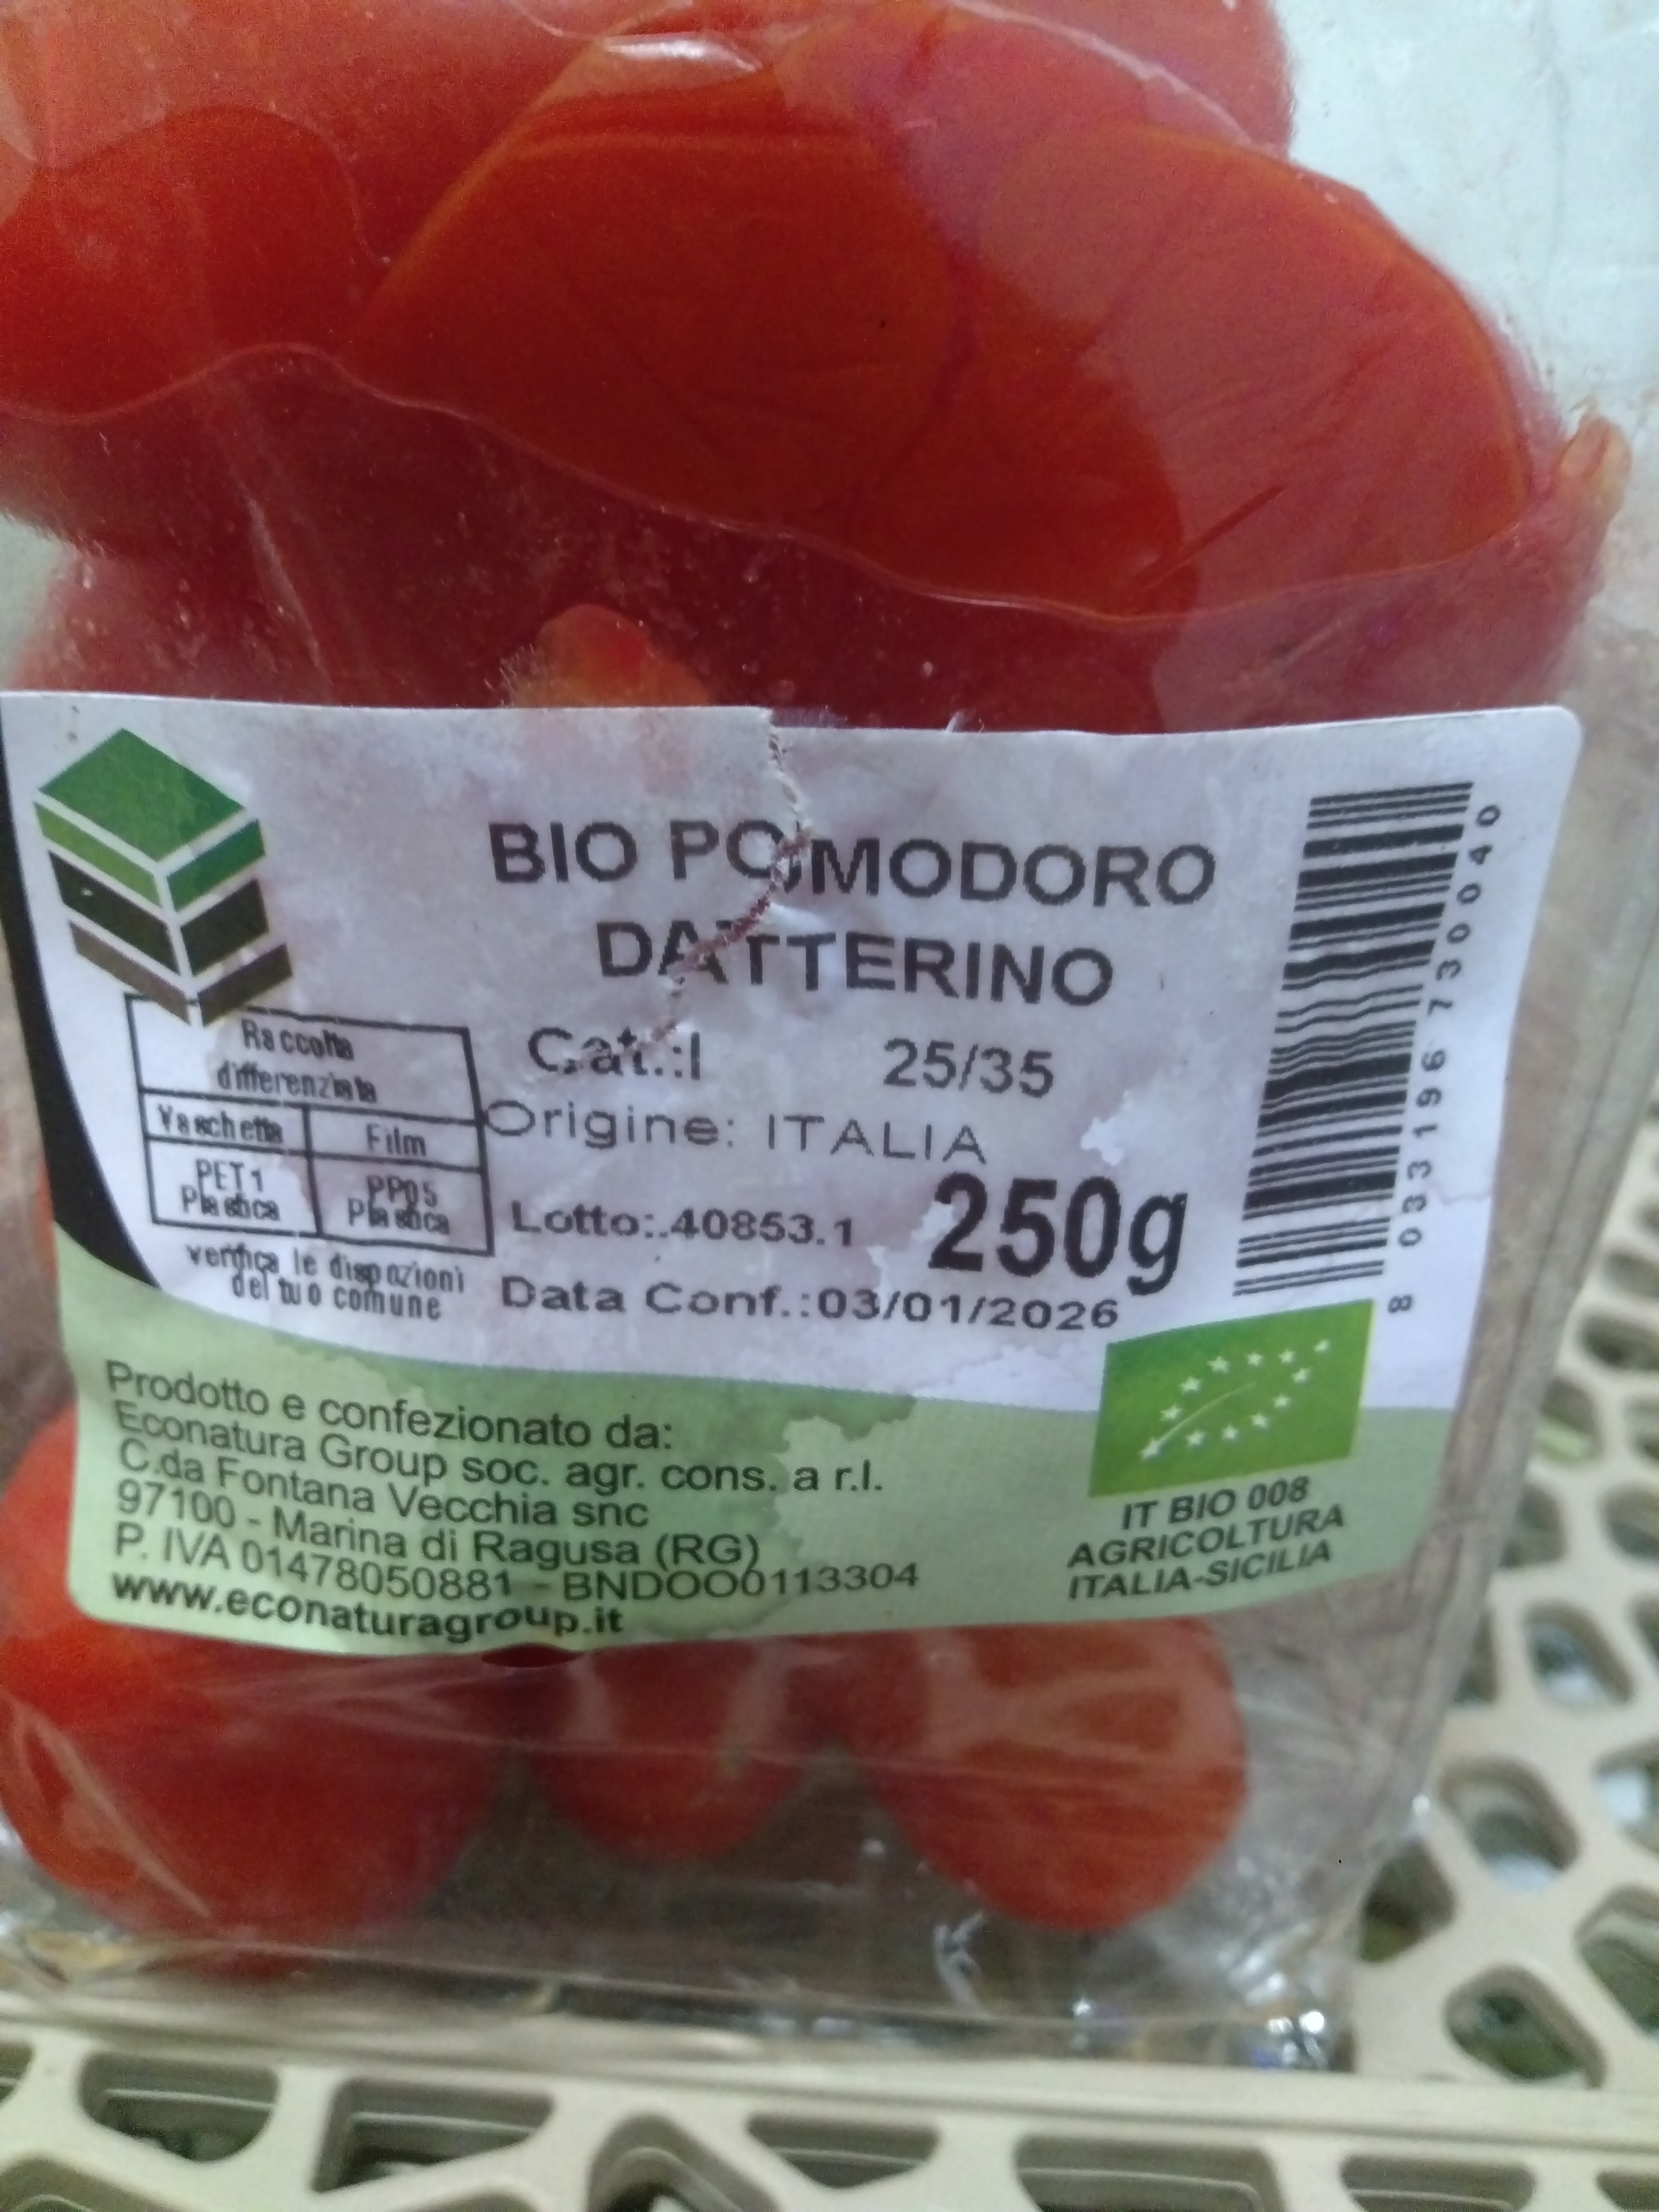 BIO POMODORO
DATTERINO
Cat.:I 25/35
Origine: ITALIA
Lotto:.40853.1 250g
Data Conf.:03/01/2026
Raccolta
differenziata
Vaschetta Film
PET1 PP05
Plastica Plastica
verifica le dispozioni
del tuo comune
8 033196 730040
Prodotto e confezionato da:
Econatura Group soc. agr. cons. a r.l.
C.da Fontana Vecchia snc
97100 - Marina di Ragusa (RG)
P. IVA 01478050881 - BNDOO0113304
www.econaturagroup.it
IT BIO 008
AGRICOLTURA
ITALIA-SICILIA